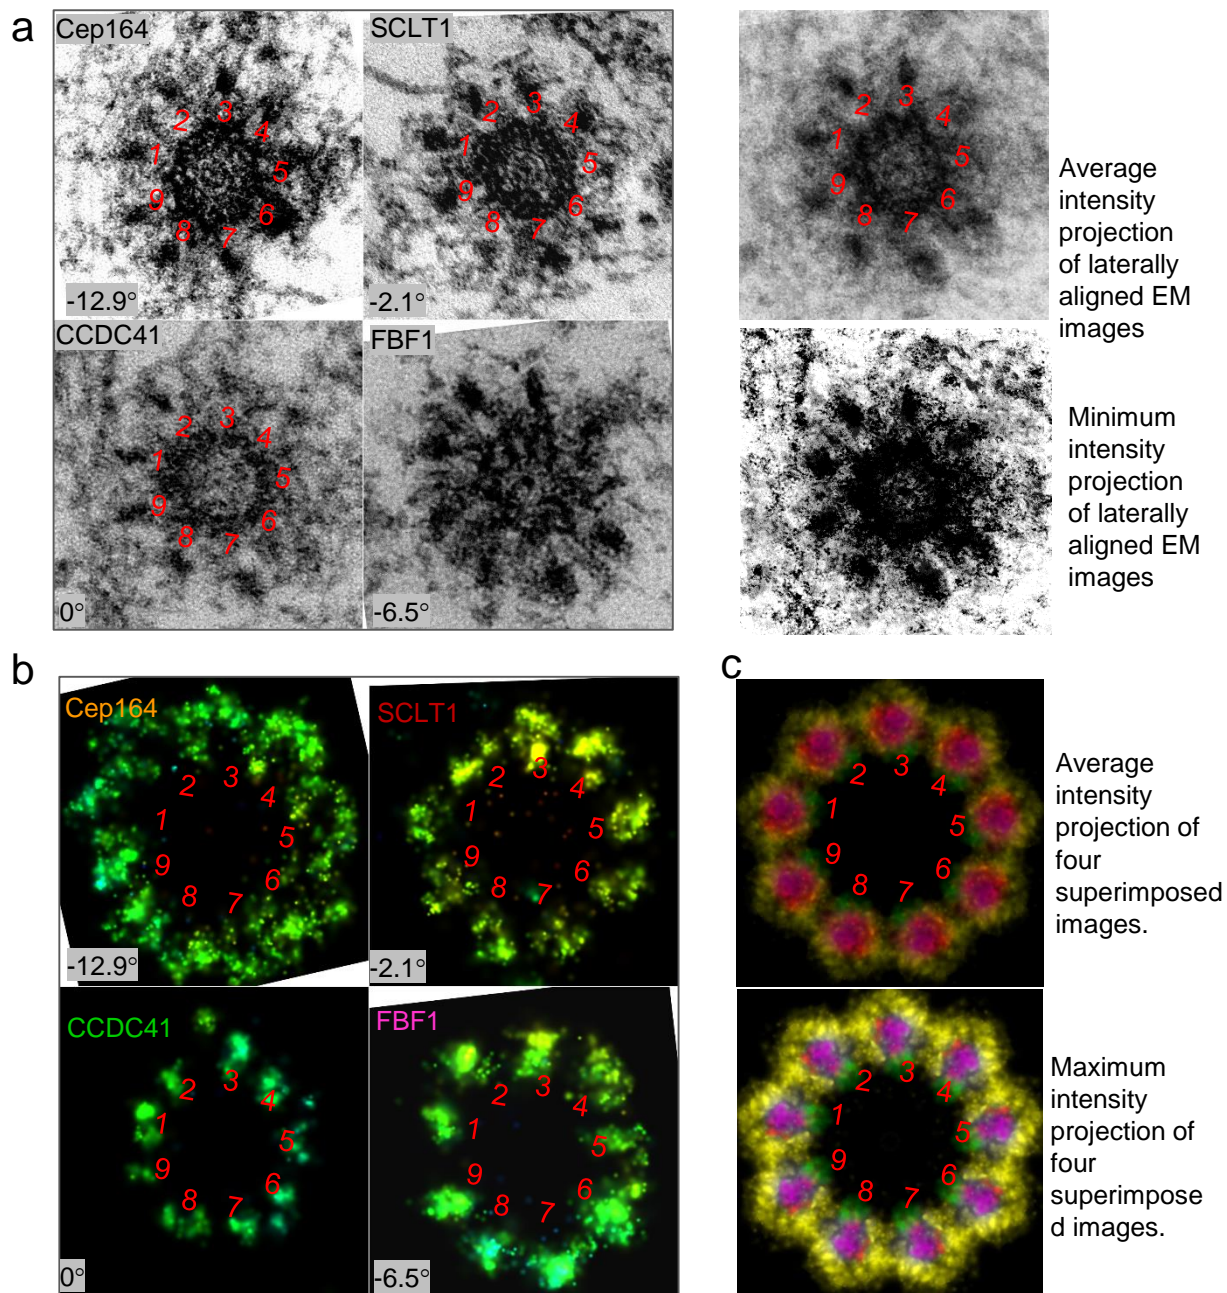 a
Cep164
SCLT1
2
3
4
1
5
9
6
8
7
-12.9°
2
3
4
1
5
9
6
8
7
-2.1°
2
3
4
1
5
9
6
8
7
Average
intensity
projection
of laterally
aligned EM
images
CCDC41
FBF1
2
3
4
1
5
9
6
8
7
0°
-6.5°
Minimum
intensity
projection
of laterally
aligned EM
images
b
Cep164
2
3
4
1
5
9
6
8
7
-12.9°
SCLT1
2
3
4
1
5
9
6
8
7
-2.1°
CCDC41
2
3
4
1
5
9
6
8
7
0°
FBF1
2
3
4
1
5
9
6
8
7
-6.5°
c
2
3
4
1
5
9
6
8
7
Average
intensity
projection of
four
superimposed
images.
2
3
4
1
5
9
6
8
7
Maximum
intensity
projection of
four
superimpose
d images.